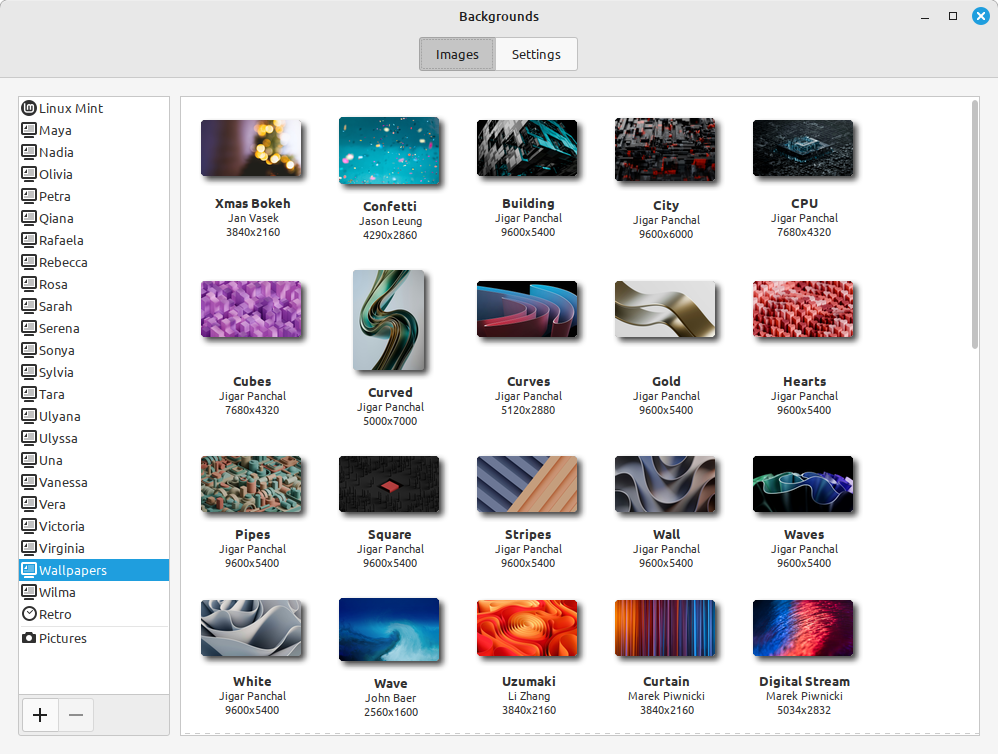 Backgrounds
Images
Settings
Linux Mint
Maya
Nadia
Olivia
Petra
Qiana
Rafaela
Rebecca
Rosa
Sarah
Serena
Sonya
Sylvia
Tara
Ulyana
Ulyssa
Una
Vanessa
Vera
Victoria
Virginia
Wallpapers
Wilma
Retro
Pictures
Xmas Bokeh
Jan Vasek
3840x2160
Confetti
Jason Leung
4290x2860
Building
Jigar Panchal
9600x5400
City
Jigar Panchal
9600x6000
CPU
Jigar Panchal
7680x4320
Cubes
Jigar Panchal
7680x4320
Curved
Jigar Panchal
5000x7000
Curves
Jigar Panchal
5120x2880
Gold
Jigar Panchal
9600x5400
Hearts
Jigar Panchal
9600x5400
Pipes
Jigar Panchal
9600x5400
Square
Jigar Panchal
9600x5400
Stripes
Jigar Panchal
9600x5400
Wall
Jigar Panchal
9600x5400
Waves
Jigar Panchal
9600x5400
White
Jigar Panchal
9600x5400
Wave
John Baer
2560x1600
Uzumaki
Li Zhang
3840x2160
Curtain
Marek Piwnicki
3840x2160
Digital Stream
Marek Piwnicki
5034x2832